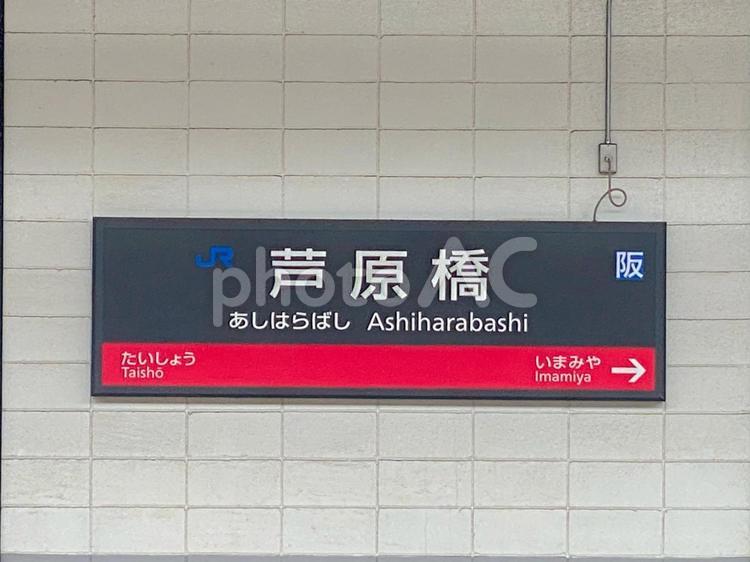 JR 芦原橋 阪
photoAC
あしはらばし Ashiharabashi
たいしょう いまみや →
Taishō Imamiya